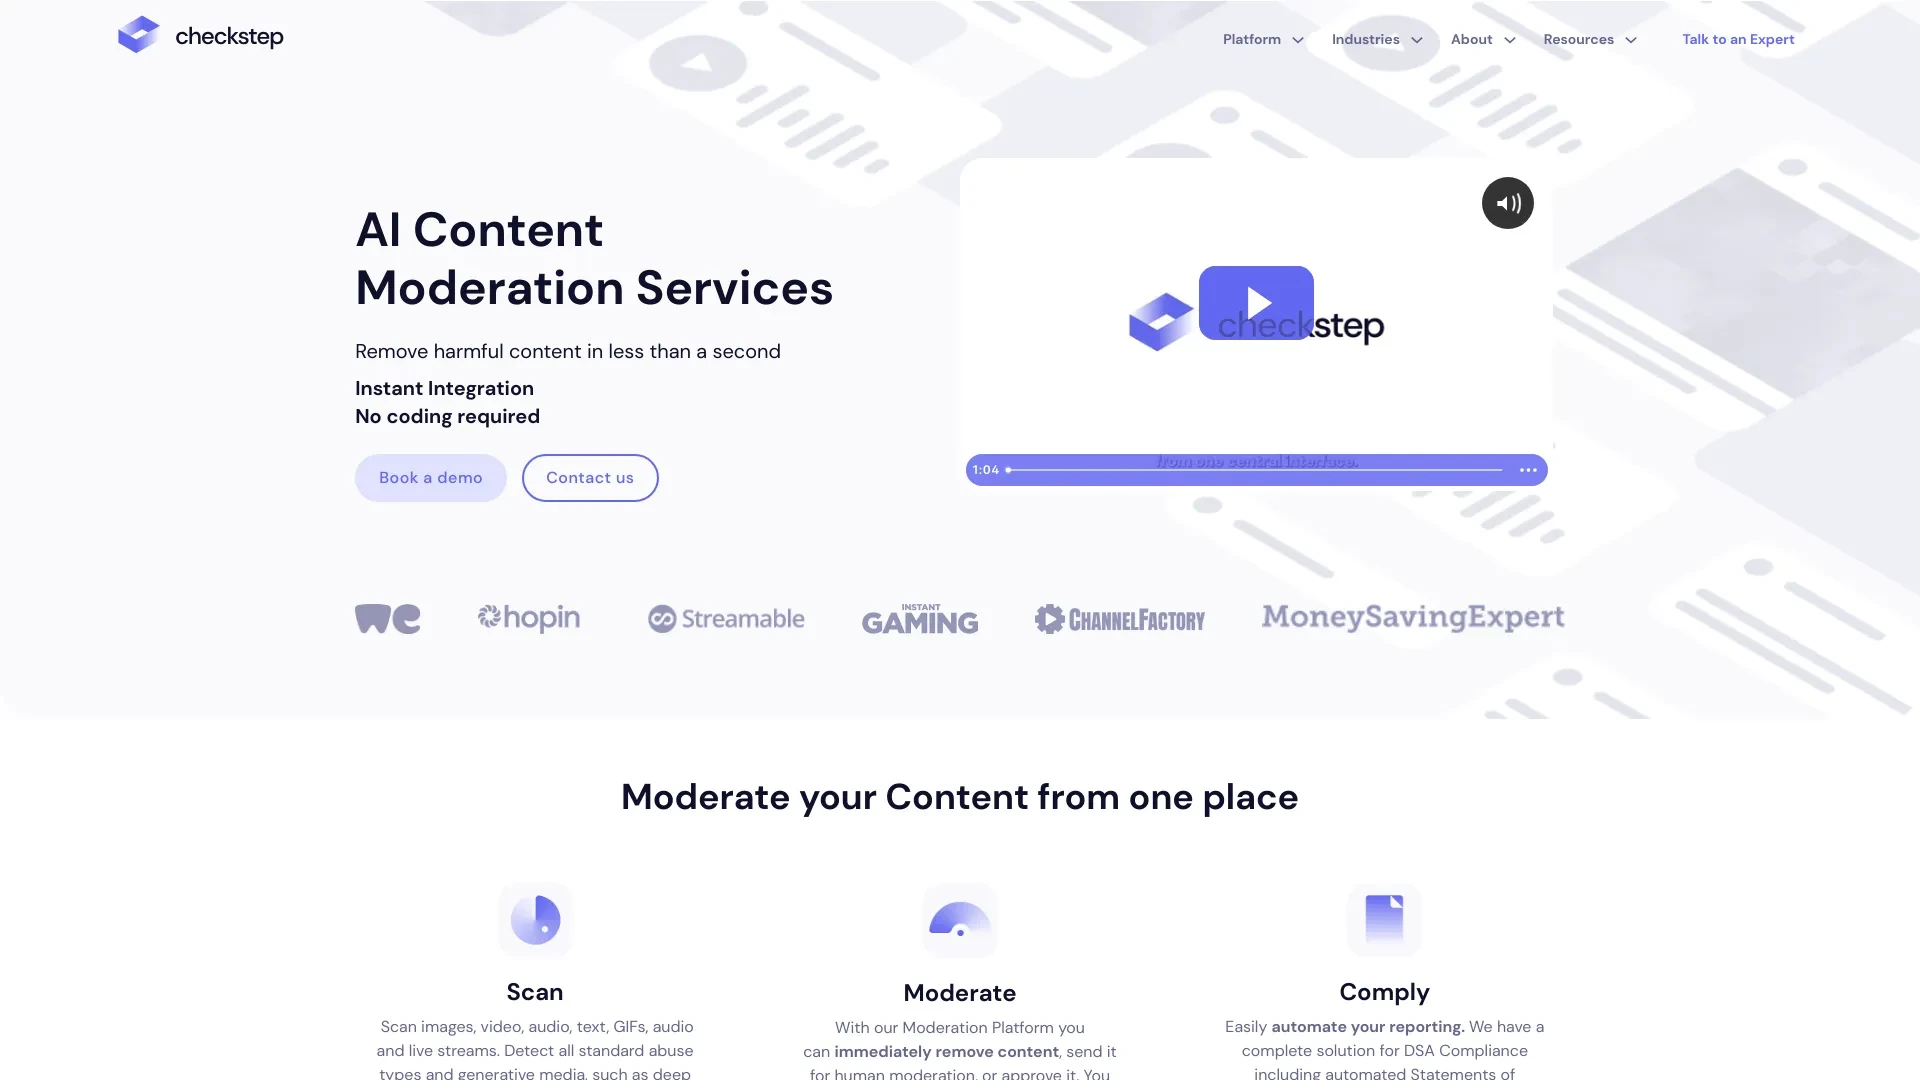 checkstep
Platform
Industries
About
Resources
Talk to an Expert
AI Content
Moderation Services
Remove harmful content in less than a second
Instant Integration
No coding required
Book a demo
Contact us
checkstep
from one central interface.
1:04
WE
hopin
Streamable
INSTANT
GAMING
CHANNELFACTORY
MoneySavingExpert
Moderate your Content from one place
Scan
Scan images, video, audio, text, GIFs, audio
and live streams. Detect all standard abuse
types and generative media, such as deep
Moderate
With our Moderation Platform you
can immediately remove content, send it
for human moderation, or approve it. You
Comply
Easily automate your reporting. We have a
complete solution for DSA Compliance
including automated Statements of